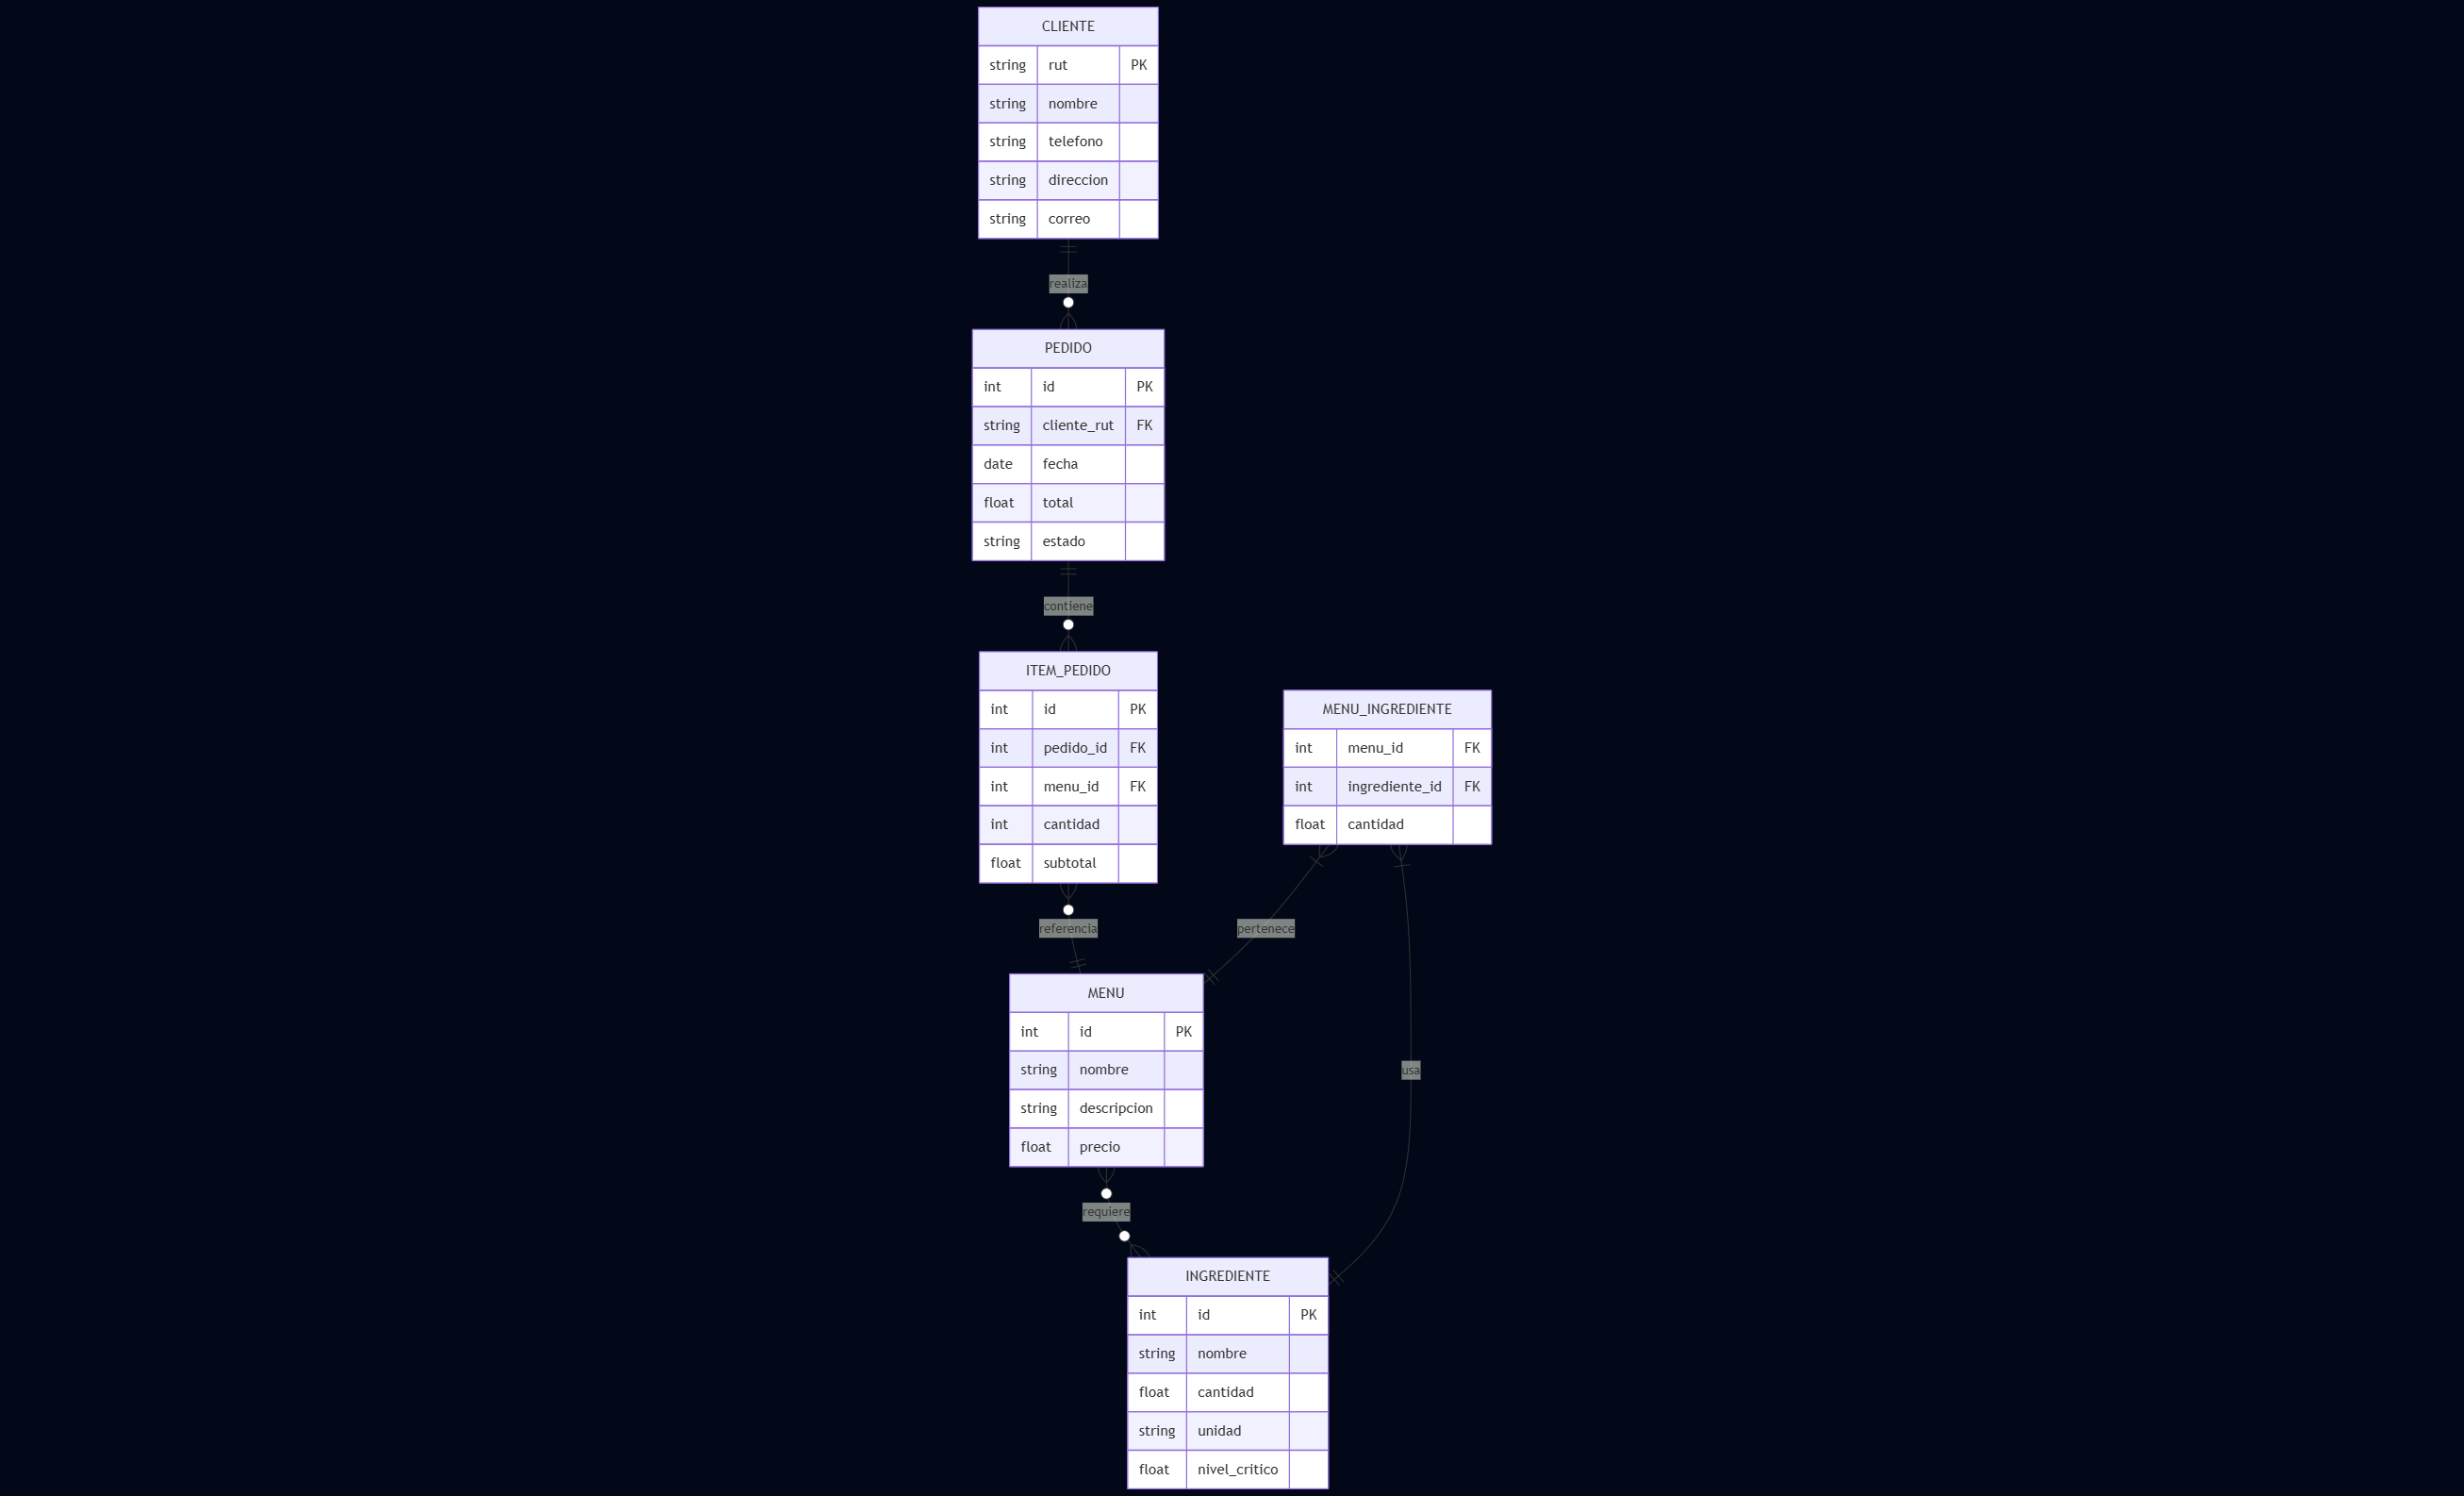 CLIENTE
string rut PK
string nombre
string telefono
string direccion
string correo
realiza
PEDIDO
int id PK
string cliente_rut FK
date fecha
float total
string estado
contiene
ITEM_PEDIDO
int id PK
int pedido_id FK
int menu_id FK
int cantidad
float subtotal
MENU_INGREDIENTE
int menu_id FK
int ingrediente_id FK
float cantidad
referencia
pertenece
MENU
int id PK
string nombre
string descripcion
float precio
usa
requiere
INGREDIENTE
int id PK
string nombre
float cantidad
string unidad
float nivel_critico